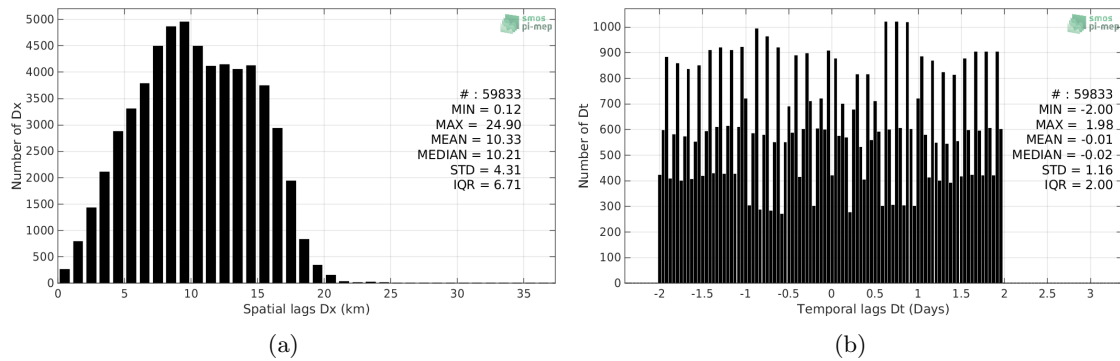 5000
4500
4000
3500
3000
2500
2000
1500
1000
500
0
Number of Dx
0 5 10 15 20 25 30 35
Spatial lags Dx (km)
smos
pi-mep
# : 59833
MIN = 0.12
MAX = 24.90
MEAN = 10.33
MEDIAN = 10.21
STD = 4.31
IQR = 6.71
(a)
1000
900
800
700
600
500
400
300
200
100
0
Number of Dt
-2 -1.5 -1 -0.5 0 0.5 1 1.5 2 2.5 3
Temporal lags Dt (Days)
smos
pi-mep
# : 59833
MIN = -2.00
MAX = 1.98
MEAN = -0.01
MEDIAN = -0.02
STD = 1.16
IQR = 2.00
(b)